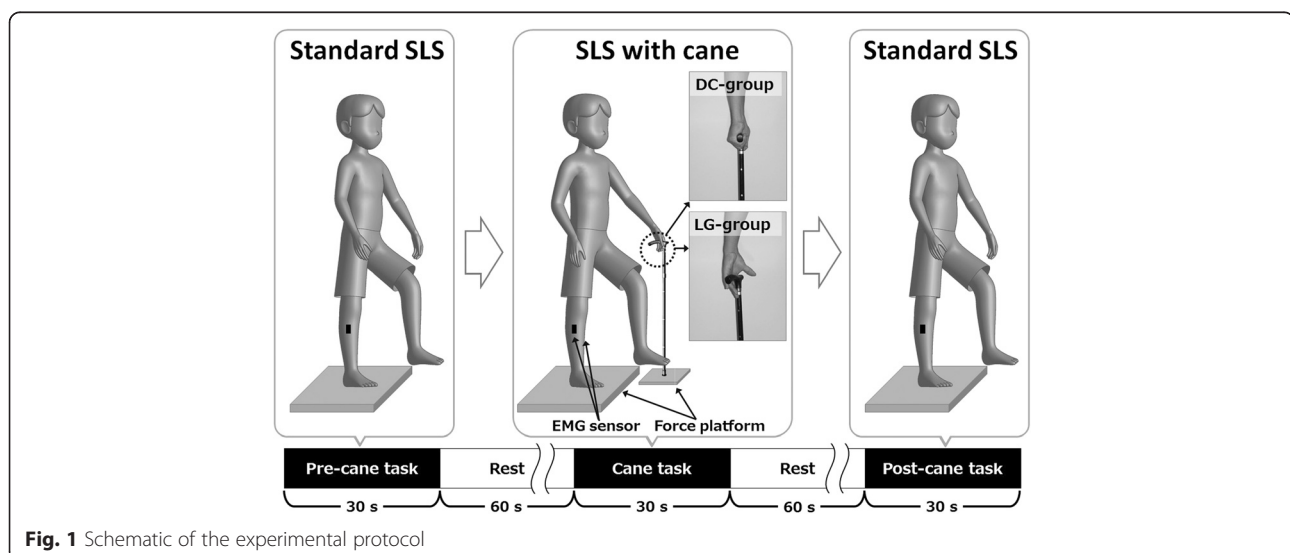 Standard SLS
SLS with cane
Standard SLS
DC-group
LG-group
EMG sensor
Force platform
Pre-cane task
Rest
Cane task
Rest
Post-cane task
30 s
60 s
30 s
60 s
30 s
Fig. 1 Schematic of the experimental protocol